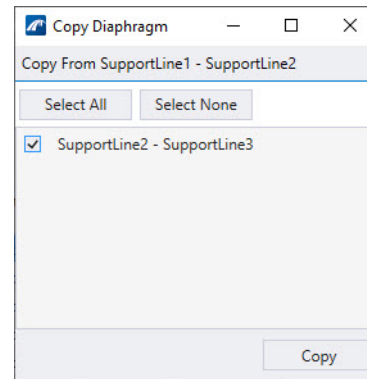 Copy Diaphragm
Copy From SupportLine1 - SupportLine2
Select All Select None
SupportLine2 - SupportLine3
Copy